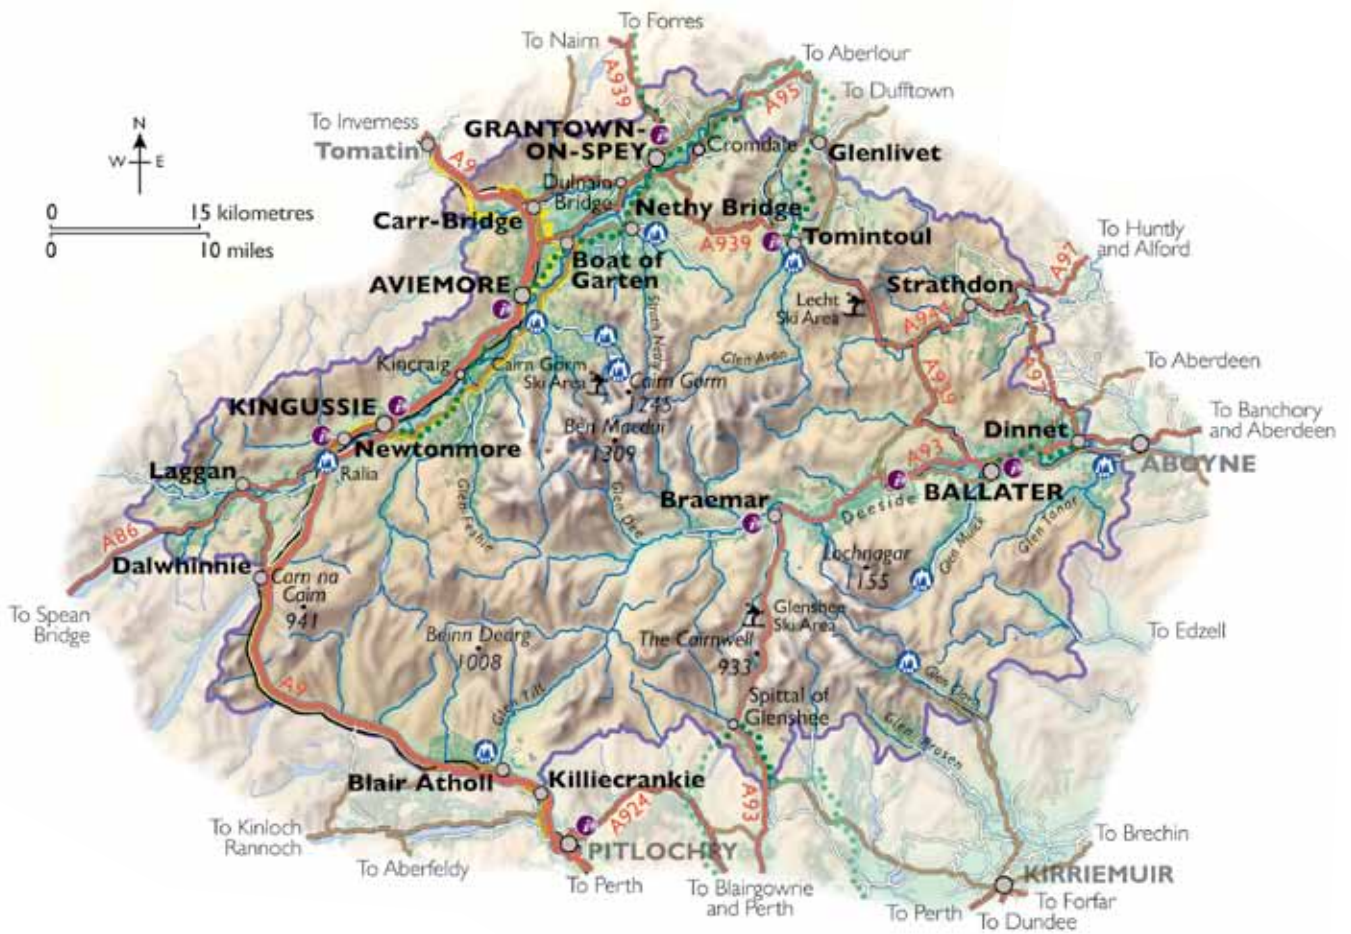 To Forres
To Nairn
To Aberlour
A939
A95
To Dufftown
N
W E
To Inverness
Tomatin
A9
GRANTOWN-
ON-SPEY
Cromdale
Glenlivet
Dulnain
Bridge
0 15 kilometres
0 10 miles
Carr-Bridge
Nethy Bridge
A939
Tomintoul
To Huntly
and Alford
A97
Boat of
Garten
AVIEMORE
Strathdon
Lecht
Ski Area
Strath Nethy
Glen Avon
Kincraig
Cairn Gorm
Ski Area
Cairn Gorm
1245
A939
A97
To Aberdeen
KINGUSSIE
Ben Macdui
1309
To Banchory
and Aberdeen
Dinnet
Newtonmore
A93
ABOYNE
Laggan
Ralia
BALLATER
Braemar
Deeside
Glen Feshie
Glen Dee
Glen Tanar
Glen Muick
A86
Dalwhinnie
Lochnagar
1155
Carn na
Caim
941
To Spean
Bridge
Glenshee
Ski Area
Beinn Dearg
1008
The Cairnwell
933
To Edzell
A9
Glen Tilt
Spittal of
Glenshee
Glen Clova
Glen Prosen
Blair Atholl
Killiecrankie
A924
A93
To Kinloch
Rannoch
To Aberfeldy
PITLOCHRY
To Perth
To Blairgowrie
and Perth
To Brechin
KIRRIEMUIR
To Forfar
To Perth
To Dundee